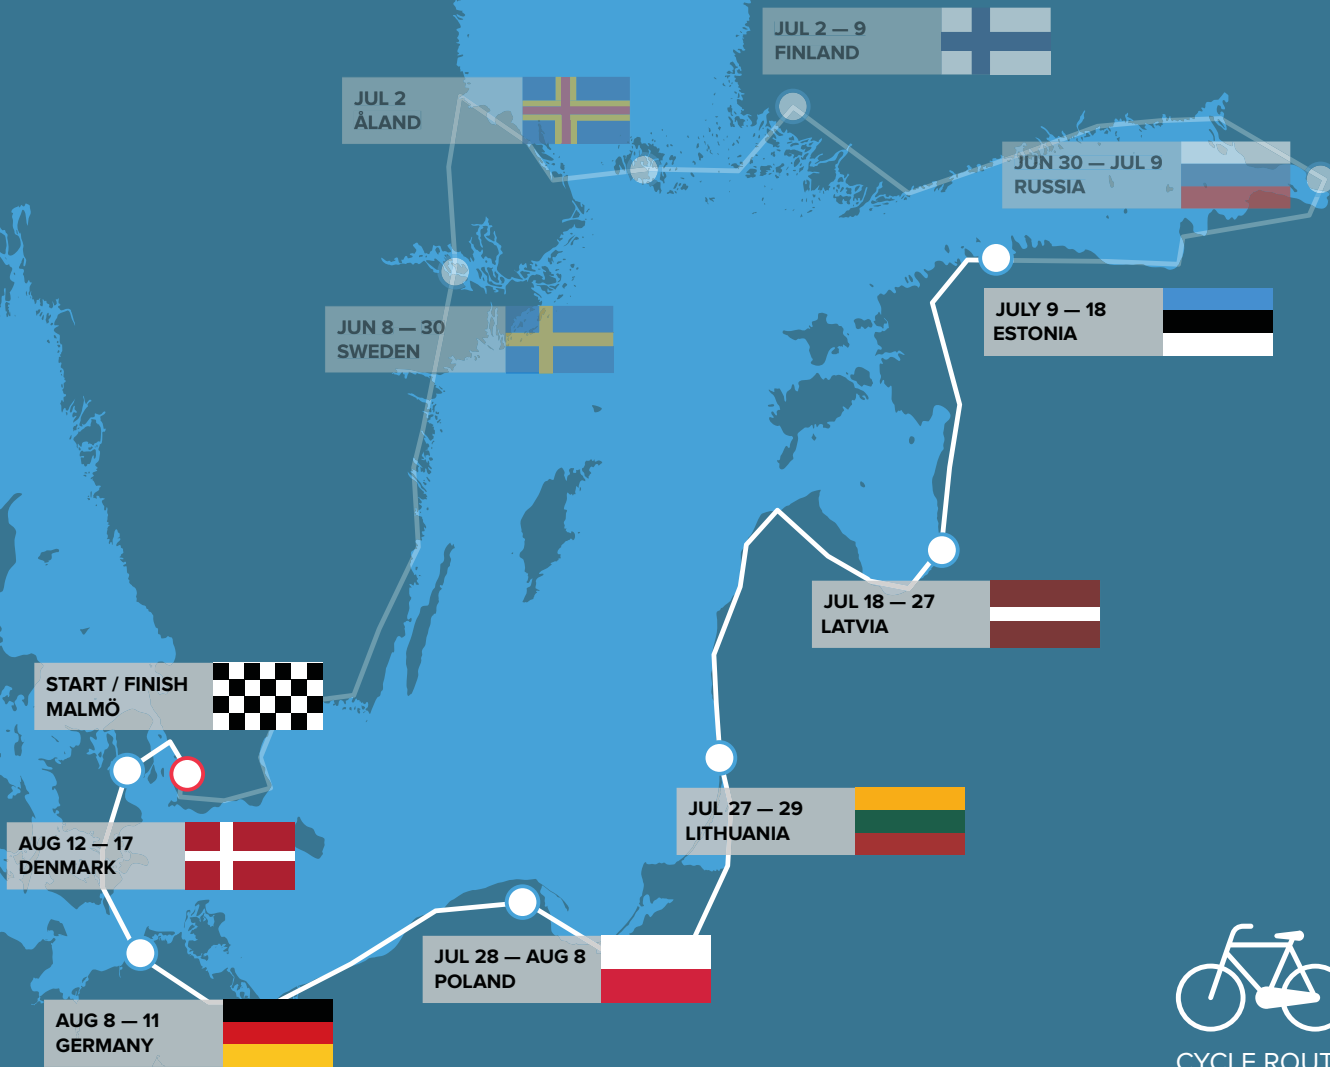 JUL 2 — 9
FINLAND
JUL 2
ÅLAND
JUN 30 — JUL 9
RUSSIA
JULY 9 — 18
ESTONIA
JUN 8 — 30
SWEDEN
JUL 18 — 27
LATVIA
START / FINISH
MALMÖ
JUL 27 — 29
LITHUANIA
AUG 12 — 17
DENMARK
JUL 28 — AUG 8
POLAND
AUG 8 — 11
GERMANY
CYCLE ROUT